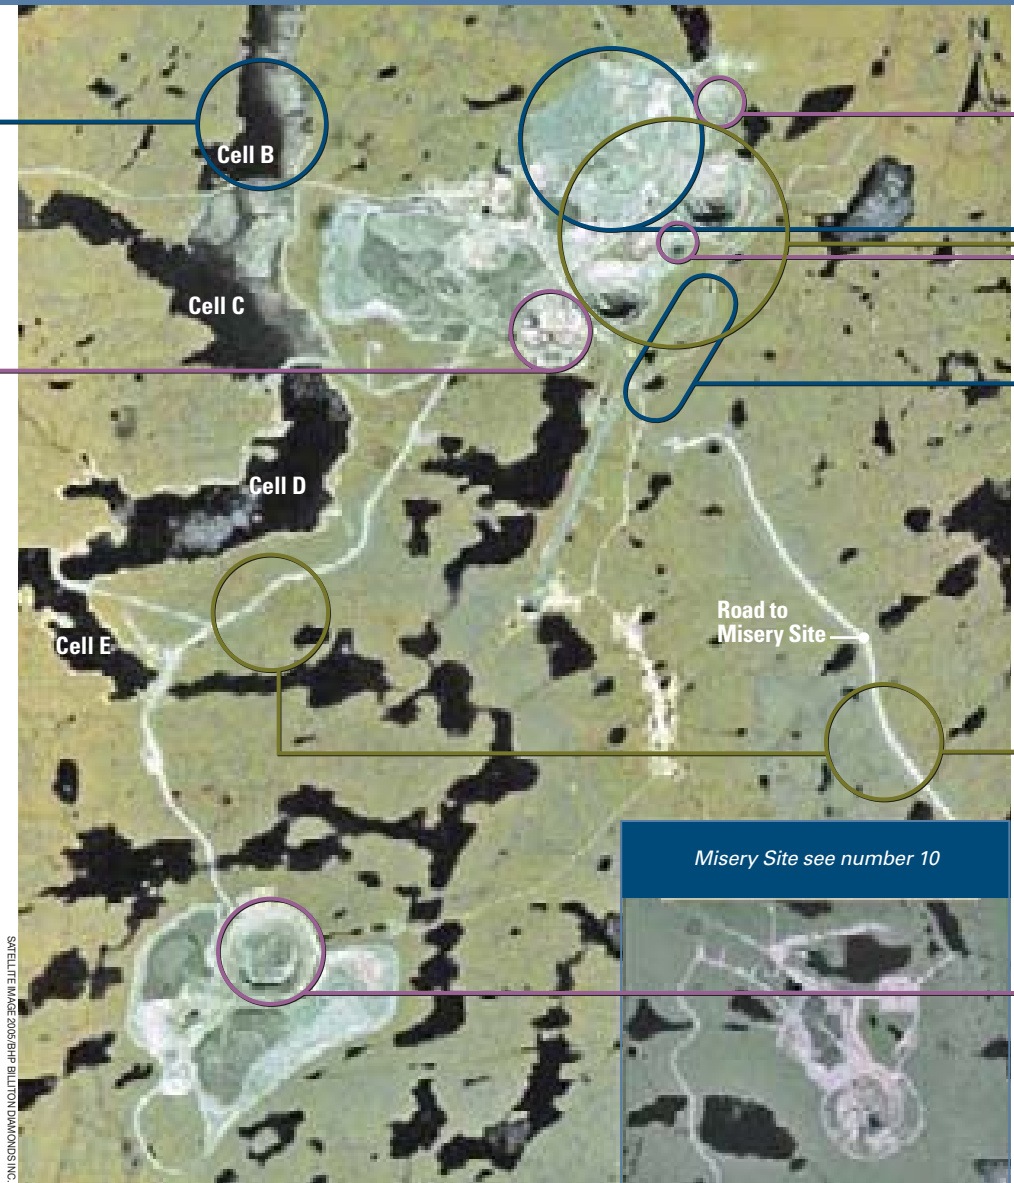 N
Cell B
Cell C
Cell D
Cell E
Road to
Misery Site
Misery Site see number 10
SATELLITE IMAGE 2005/BHP BILLITON DIAMONDS INC.